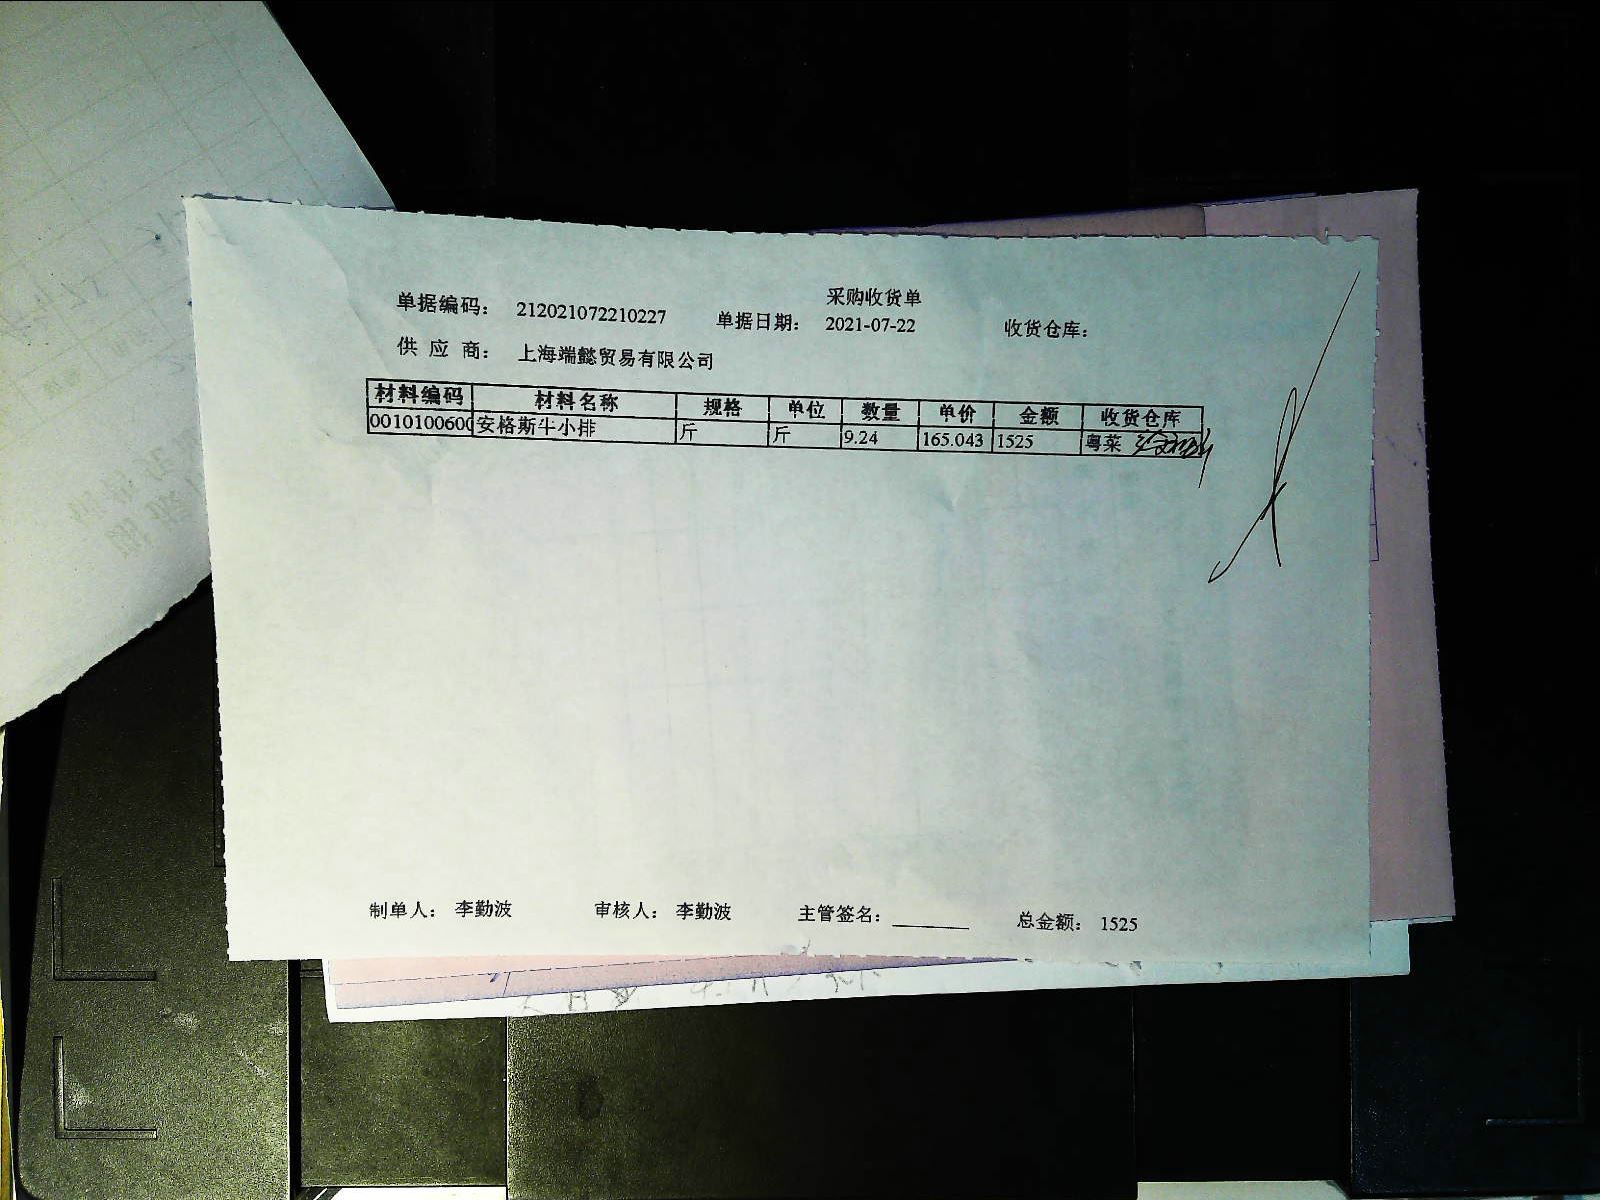 采购收货单
单据编码: 212021072210227 单据日期: 2021-07-22 收货仓库:
供 应 商: 上海端懿贸易有限公司
材料编码 材料名称 规格 单位 数量 单价 金额 收货仓库
0010100600 安格斯牛小排 斤 斤 9.24 165.043 1525 粤菜
制单人: 李勤波 审核人: 李勤波 主管签名: 总金额: 1525